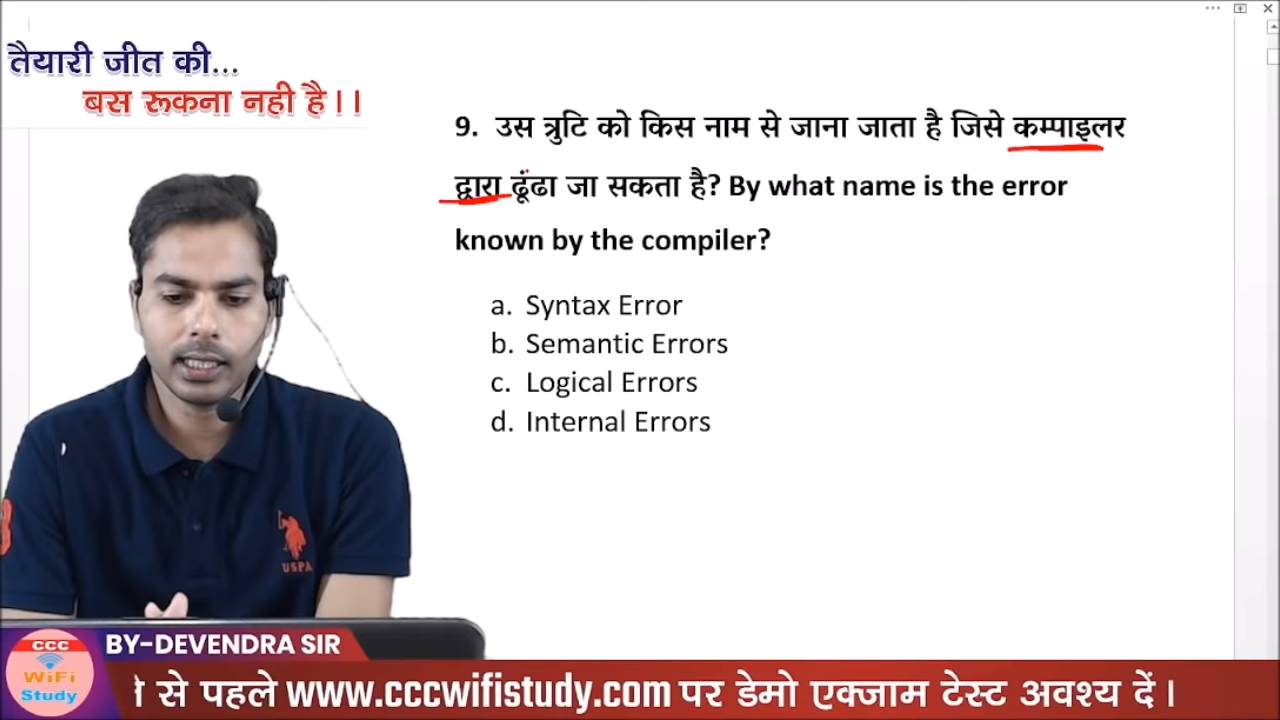 तैयारी जीत की...
बस रूकना नही है।।
9. उस त्रुटि को किस नाम से जाना जाता है जिसे कम्पाइलर
द्वारा ढूंढा जा सकता है? By what name is the error
known by the compiler?
a. Syntax Error
b. Semantic Errors
c. Logical Errors
d. Internal Errors
USPA
CCC
WiFi
Study
BY-DEVENDRA SIR
से पहले www.cccwifistudy.com पर डेमो एक्जाम टेस्ट अवश्य दें।